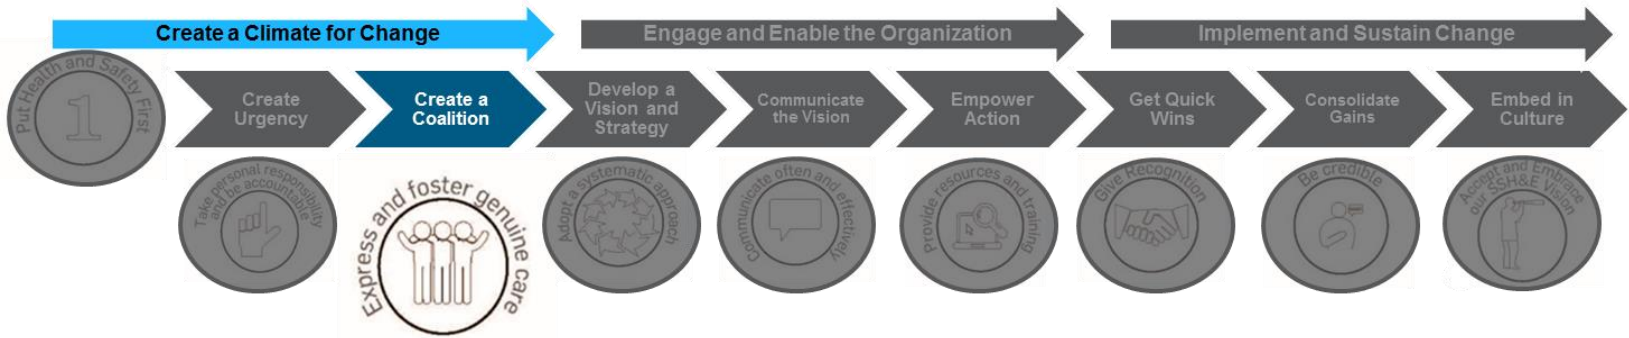 Create a Climate for Change
Engage and Enable the Organization
Implement and Sustain Change
Put Health and Safety First
1
Create
Urgency
Create a
Coalition
Develop a
Vision and
Strategy
Communicate
the Vision
Empower
Action
Get Quick
Wins
Consolidate
Gains
Embed in
Culture
Take personal responsibility
and be accountable
Express and foster genuine care
Adopt a systematic approach
Communicate often and effectively
Provide resources and training
Give Recognition
Be credible
Accept and Embrace
our SSH&E Vision